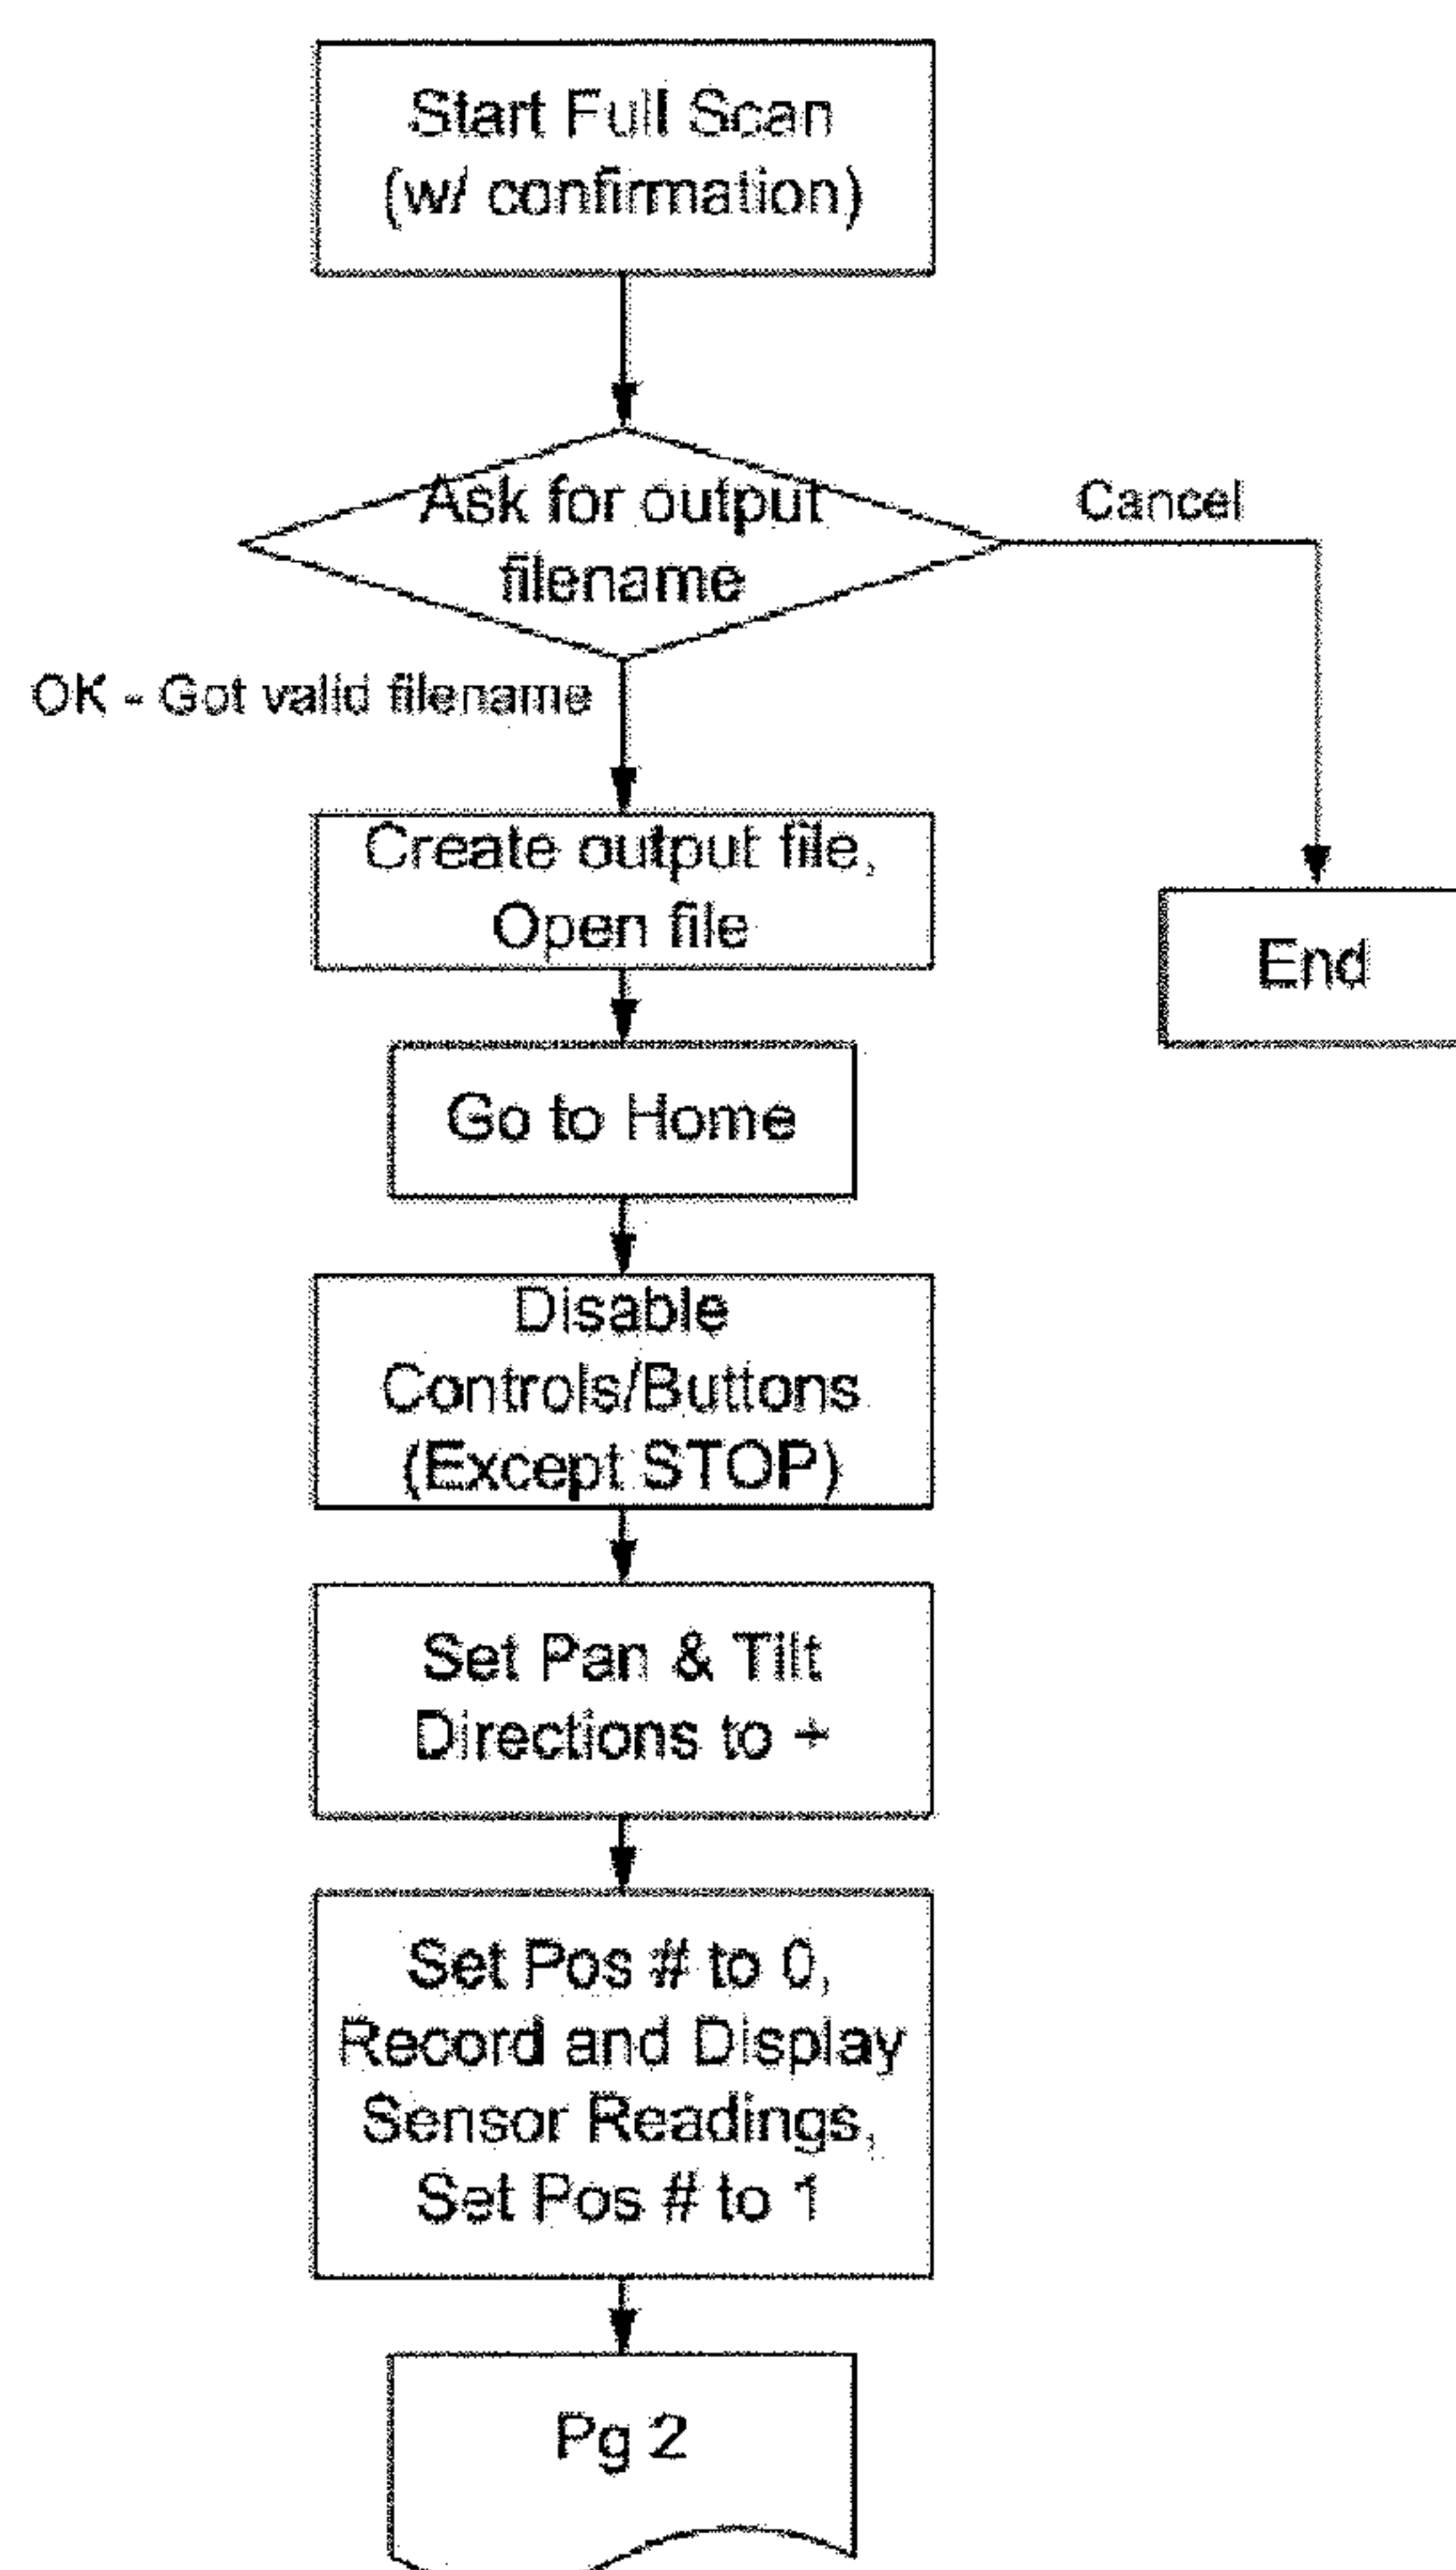 Start Full Scan
(w/ confirmation)
Ask for output
filename
Cancel
OK - Got valid filename
Create output file,
Open file
End
Go to Home
Disable
Controls/Buttons
(Except STOP)
Set Pan & Tilt
Directions to +
Set Pos # to 0,
Record and Display
Sensor Readings,
Set Pos # to 1
Pg 2